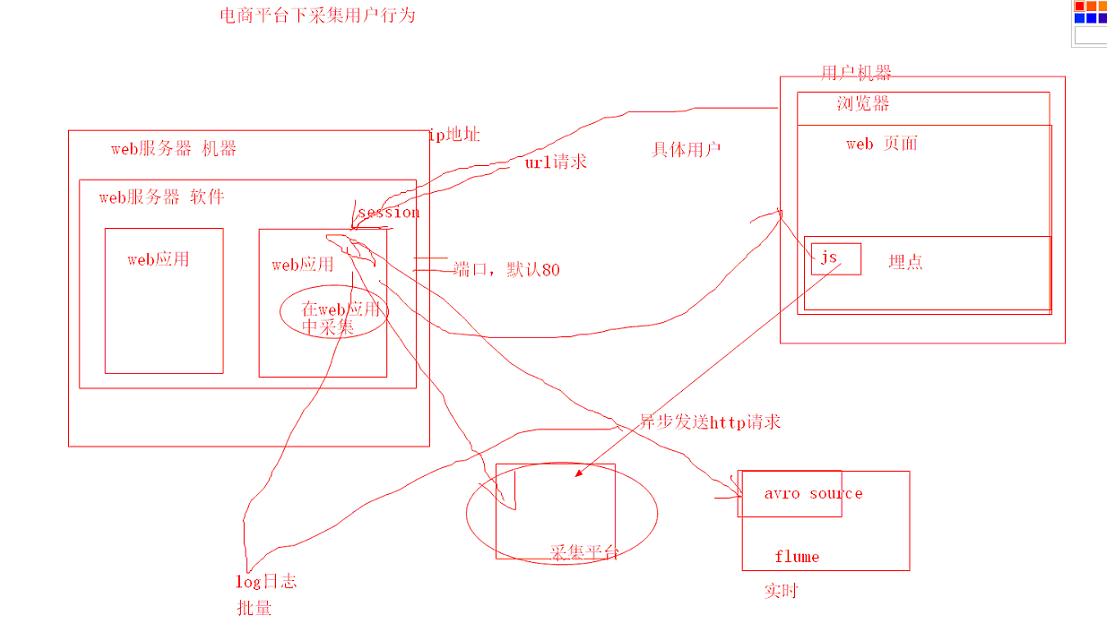 电商平台下采集用户行为
用户机器
浏览器
ip地址
web服务器 机器
web 页面
具体用户
url请求
web服务器 软件
session
web应用
web应用
js
埋点
端口，默认80
在web应用
中采集
异步发送http请求
avro source
采集平台
flume
log日志
实时
批量